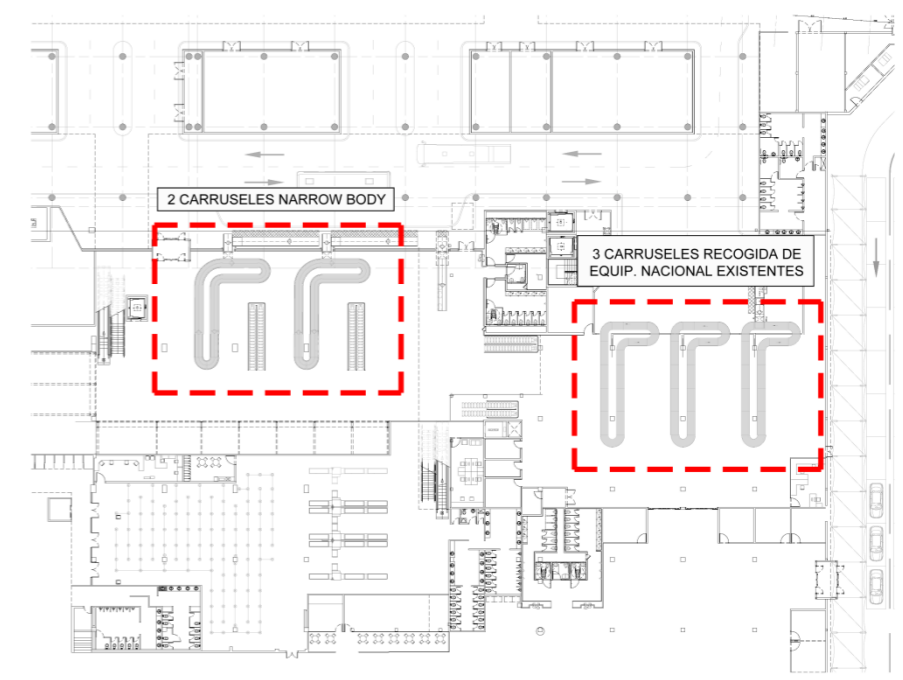 2 CARRUSELES NARROW BODY
3 CARRUSELES RECOGIDA DE
EQUIP. NACIONAL EXISTENTES